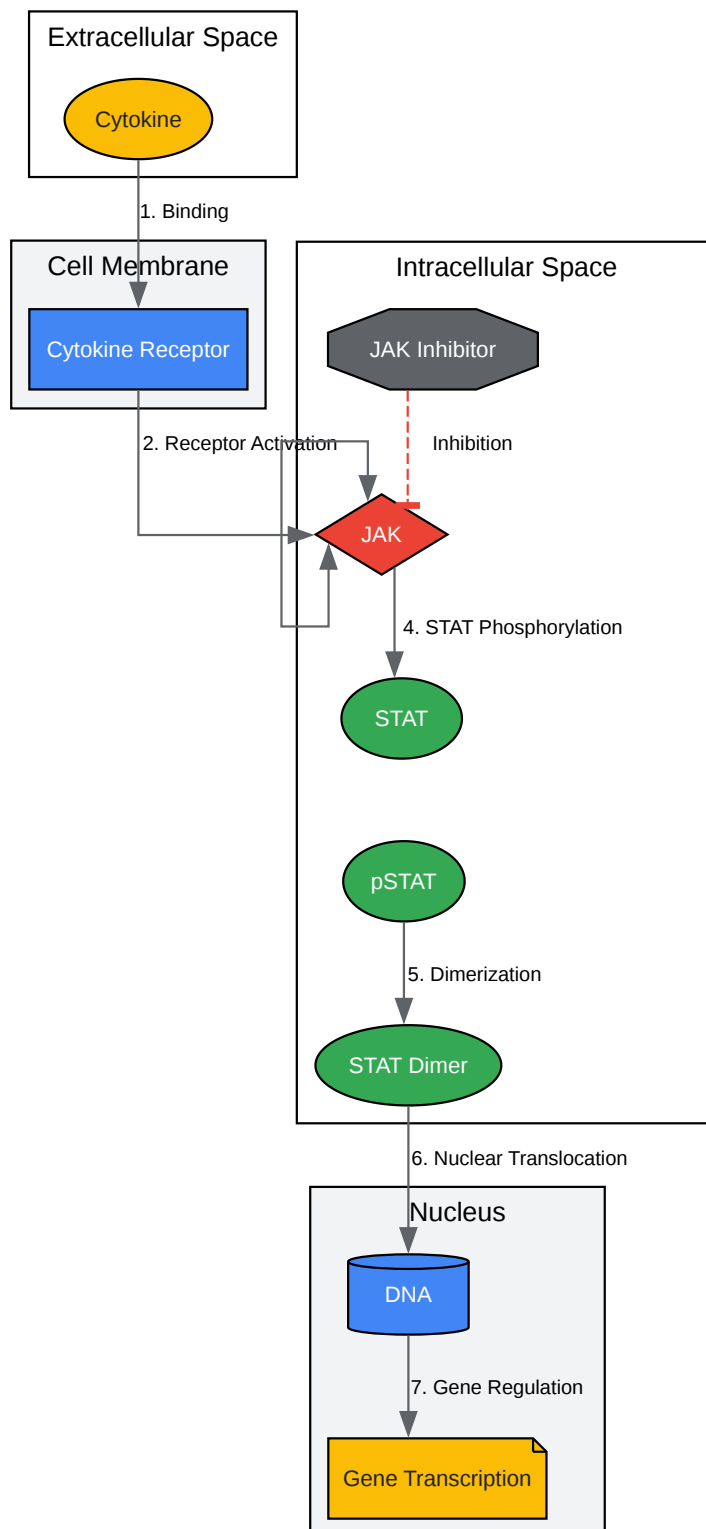 Extracellular Space
Cytokine
1. Binding
Cell Membrane
Cytokine Receptor
Intracellular Space
JAK Inhibitor
2. Receptor Activation
Inhibition
JAK
4. STAT Phosphorylation
STAT
pSTAT
5. Dimerization
STAT Dimer
6. Nuclear Translocation
Nucleus
DNA
7. Gene Regulation
Gene Transcription